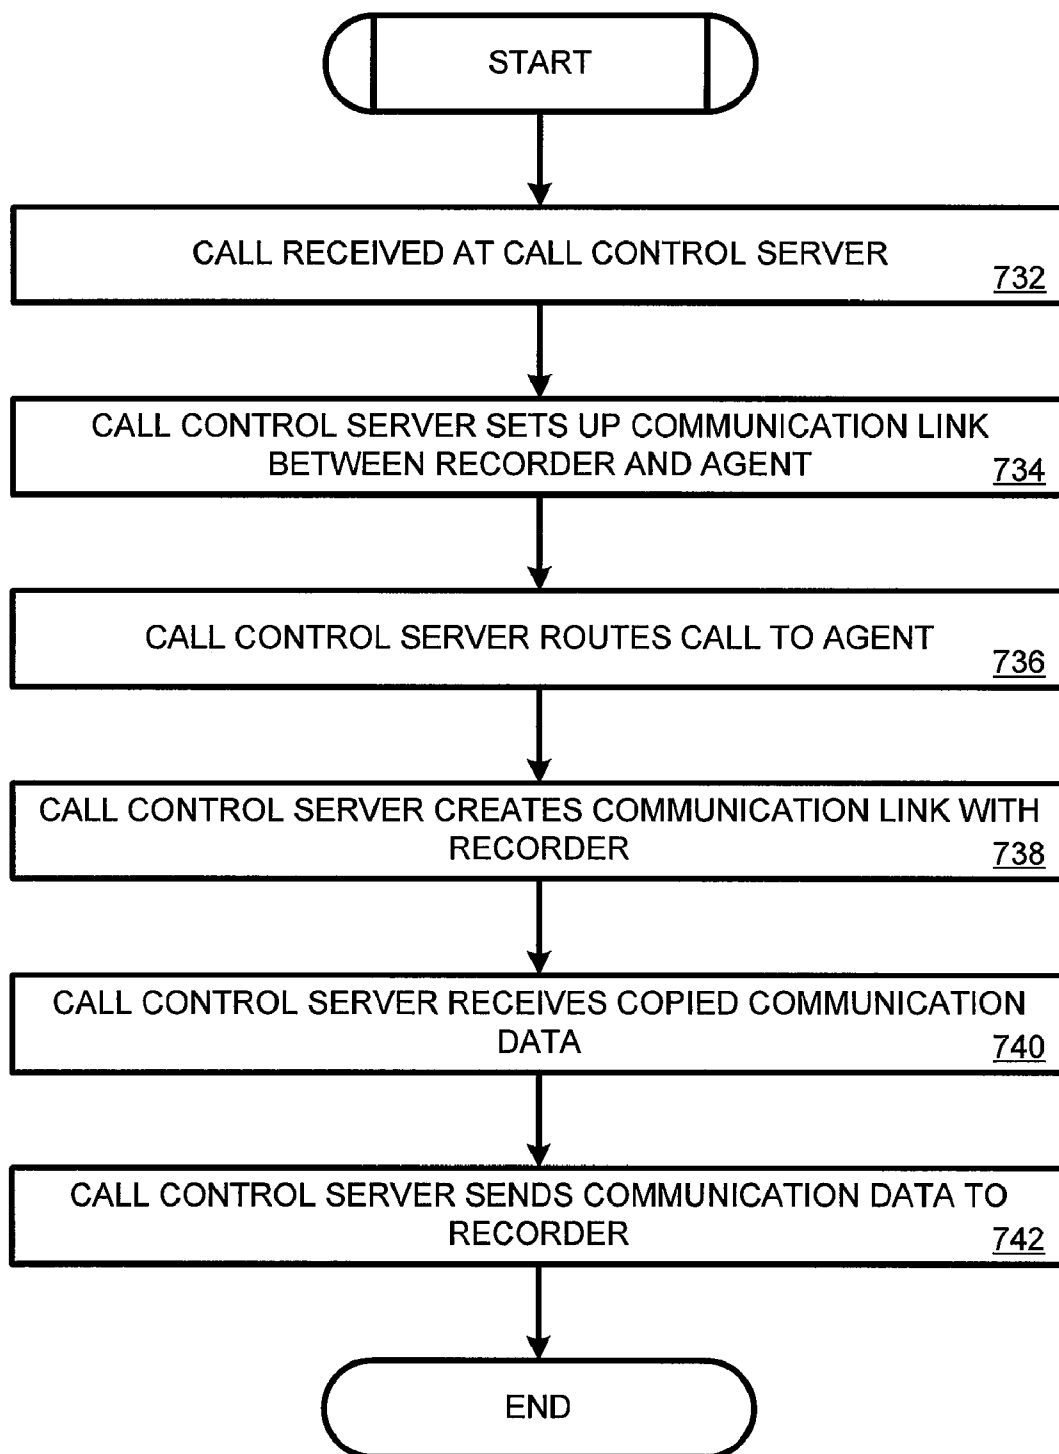 START
CALL RECEIVED AT CALL CONTROL SERVER
732
CALL CONTROL SERVER SETS UP COMMUNICATION LINK
BETWEEN RECORDER AND AGENT
734
CALL CONTROL SERVER ROUTES CALL TO AGENT
736
CALL CONTROL SERVER CREATES COMMUNICATION LINK WITH
RECORDER
738
CALL CONTROL SERVER RECEIVES COPIED COMMUNICATION
DATA
740
CALL CONTROL SERVER SENDS COMMUNICATION DATA TO
RECORDER
742
END